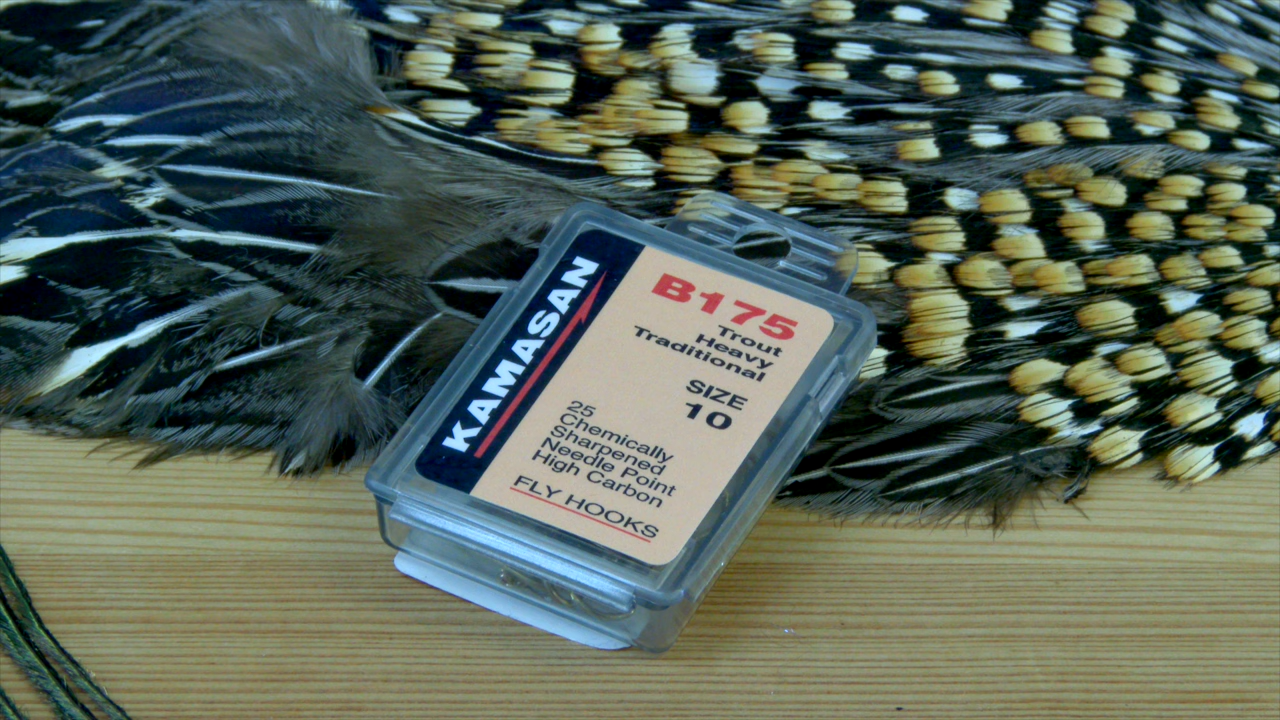 KAMASAN
B175
Trout
Heavy
Traditional
SIZE
10
25
Chemically
Sharpened
Needle Point
High Carbon
FLY HOOKS